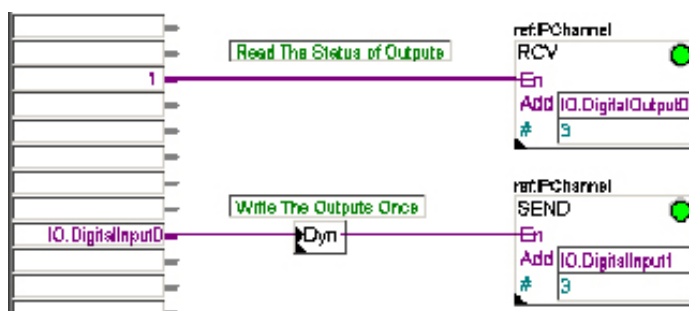 ref:IPChannel
Read The Status of Outputs
RCV
1
En
Add IO.DigitalOutput0
# 3
ref:IPChannel
Write The Outputs Once
SEND
IO.DigitalInput0
Dyn
En
Add IO.DigitalInput1
# 3